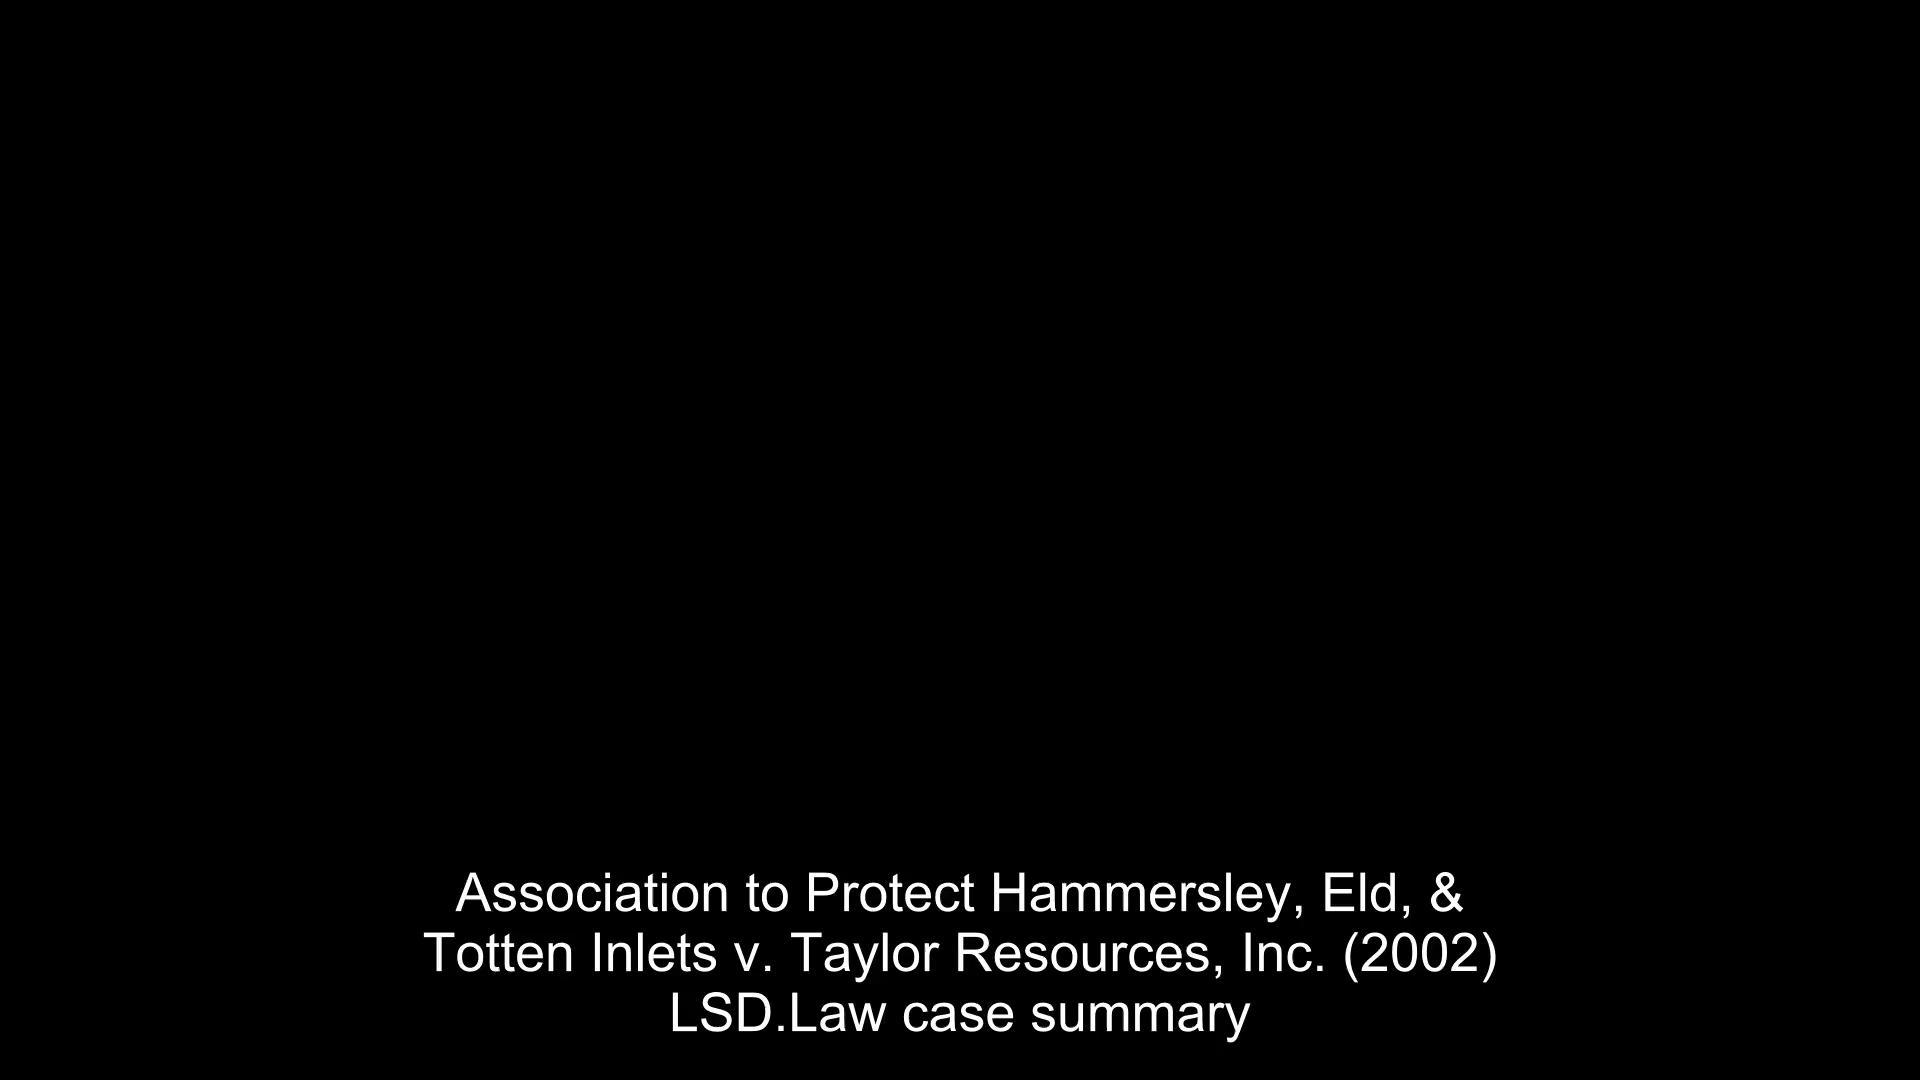 Association to Protect Hammersley, Eld, &
Totten Inlets v. Taylor Resources, Inc. (2002)
LSD.Law case summary